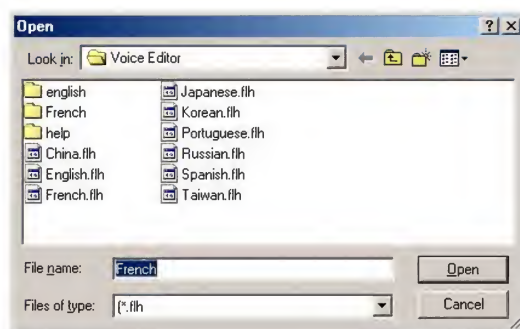 Open
Look in: Voice Editor
english
French
help
China.flh
English.flh
French.flh
Japanese.flh
Korean.flh
Portuguese.flh
Russian.flh
Spanish.flh
Taiwan.flh
File name: French Open
Files of type: (*.flh Cancel